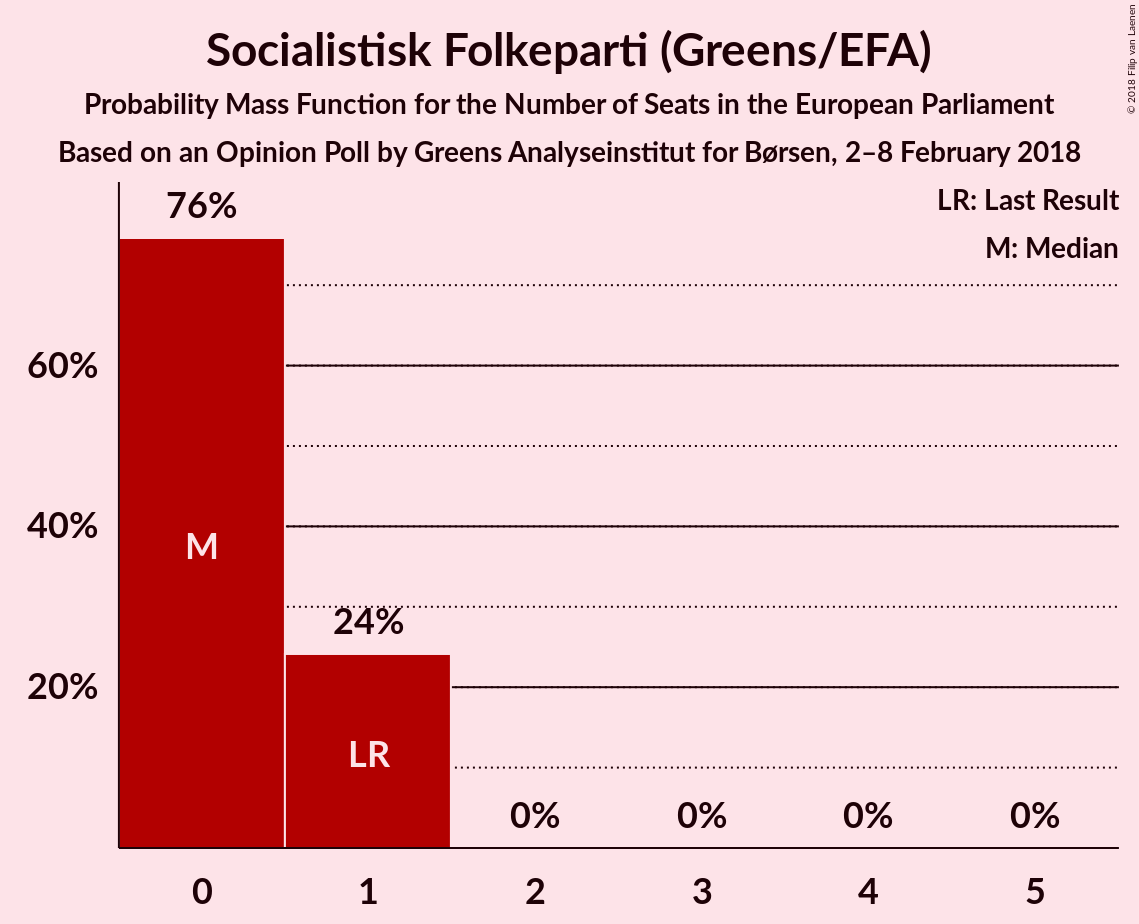 Socialistisk Folkeparti (Greens/EFA)
Probability Mass Function for the Number of Seats in the European Parliament
Based on an Opinion Poll by Greens Analyseinstitut for Børsen, 2–8 February 2018
© 2018 Filip van Laenen
LR: Last Result
M: Median
76%
60%
40%
M
24%
20%
LR
0% 0% 0% 0%
0 1 2 3 4 5